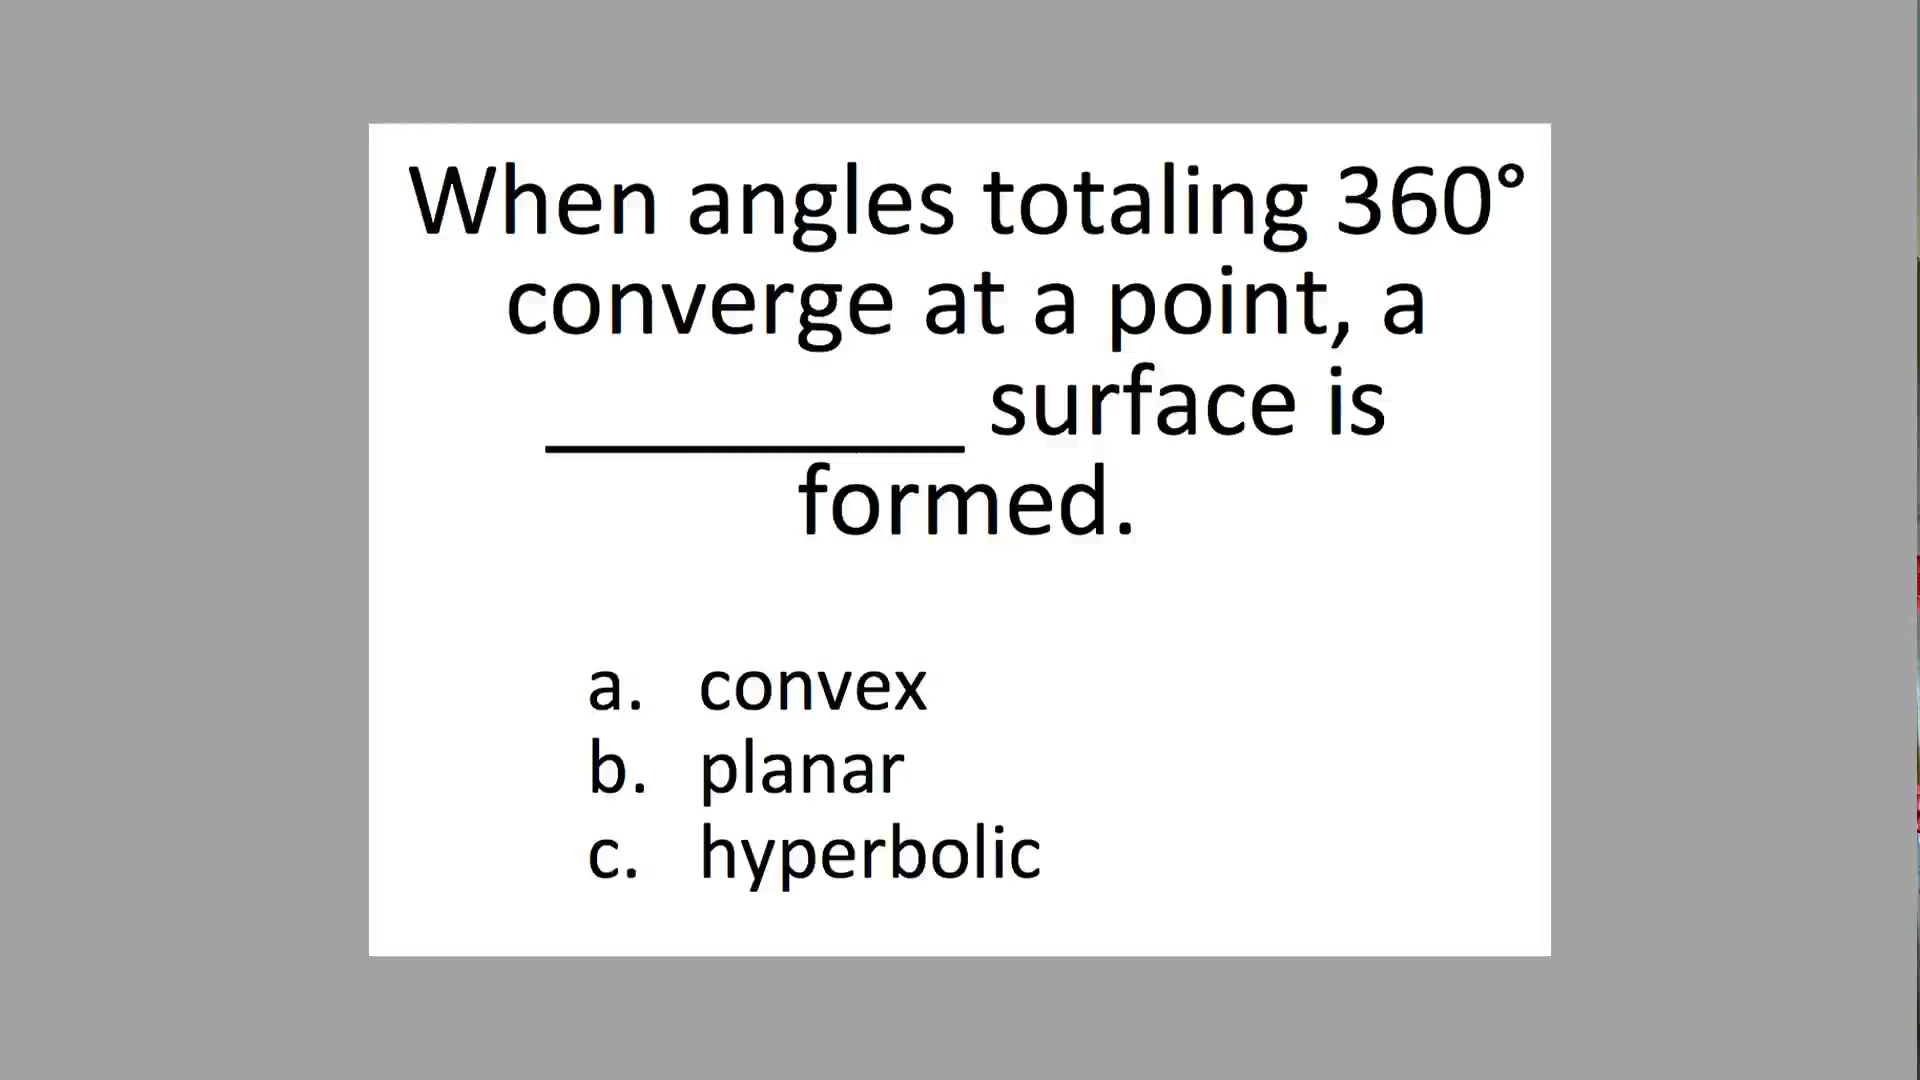 When angles totaling 360°
converge at a point, a
__________ surface is
formed.
a. convex
b. planar
c. hyperbolic